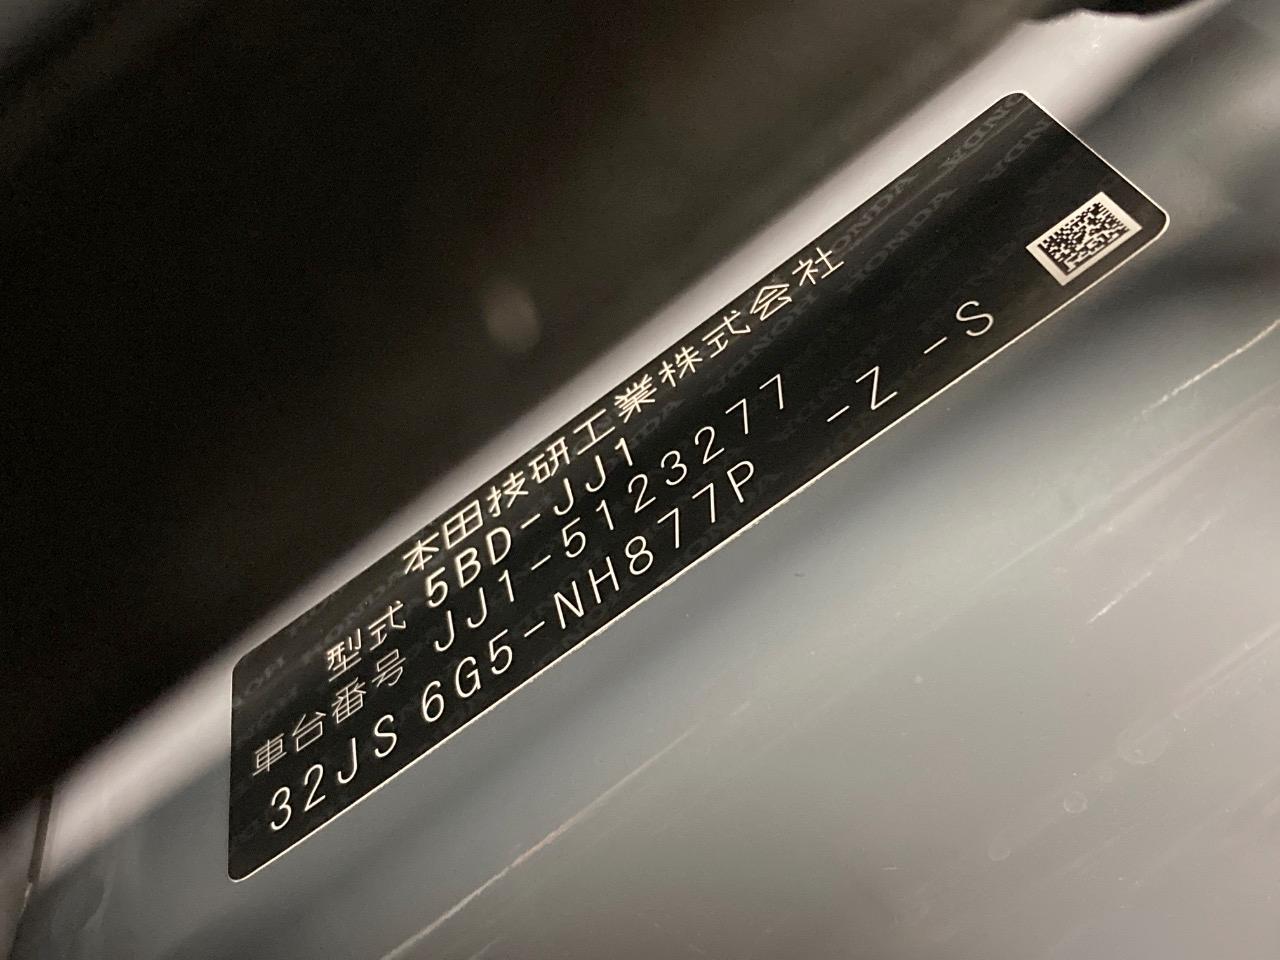 本田技研工業株式会社
型式 5BD-JJ1
車台番号 JJ1-5123277
32JS 6G5-NH877P -Z -S